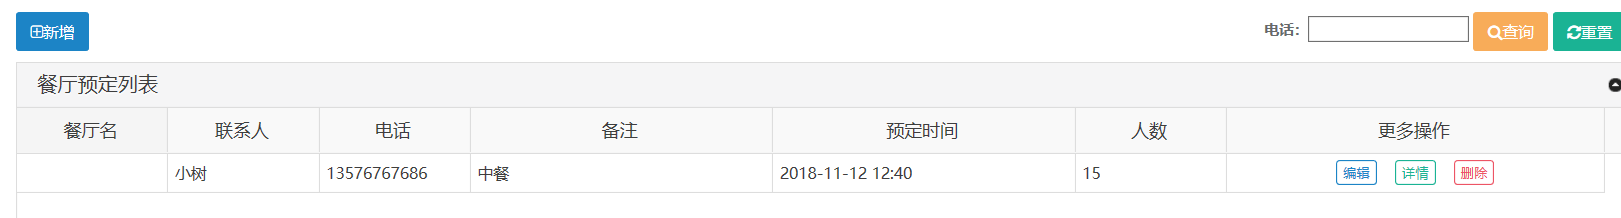 新增 电话： 查询 重置
餐厅预定列表
餐厅名 联系人 电话 备注 预定时间 人数 更多操作
小树 13576767686 中餐 2018-11-12 12:40 15 编辑 详情 删除